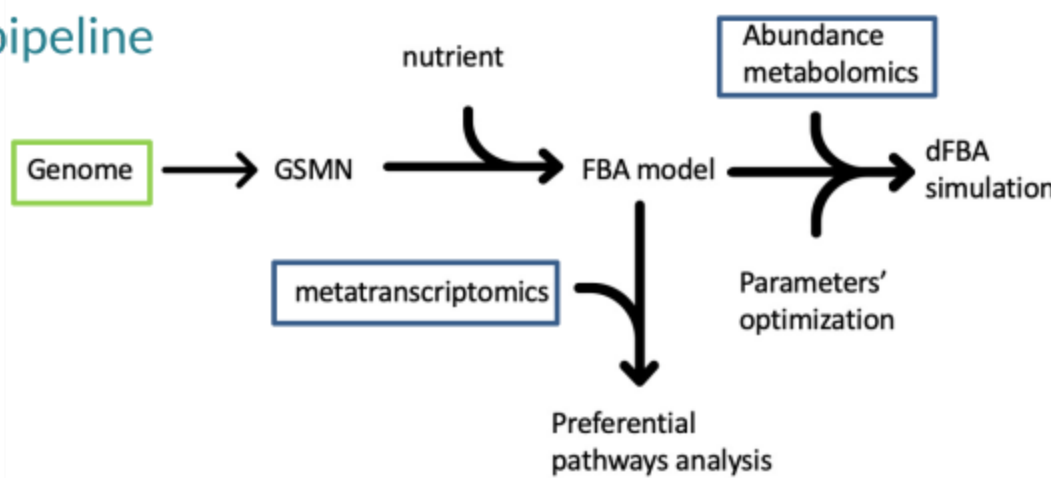 pipeline
nutrient
Abundance
metabolomics
Genome
GSMN
FBA model
dFBA
simulation
metatranscriptomics
Parameters’
optimization
Preferential
pathways analysis